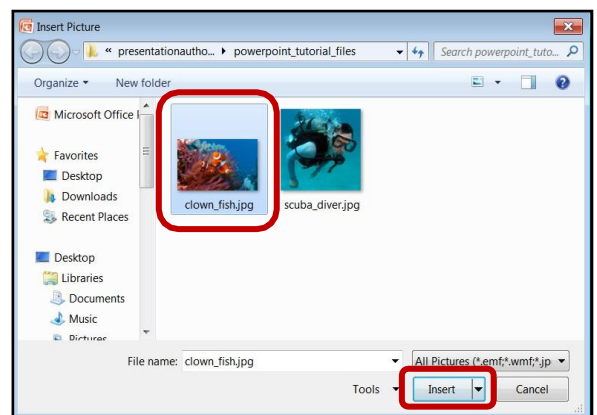 Insert Picture
« presentationautho... powerpoint_tutorial_files Search powerpoint_tuto...
Organize New folder
Microsoft Office
Favorites
Desktop
Downloads
Recent Places
Desktop
Libraries
Documents
Music
Pictures
clown_fish.jpg scuba_diver.jpg
File name: clown_fish.jpg All Pictures (*.emf;*.wmf;*.jp
Tools Insert Cancel